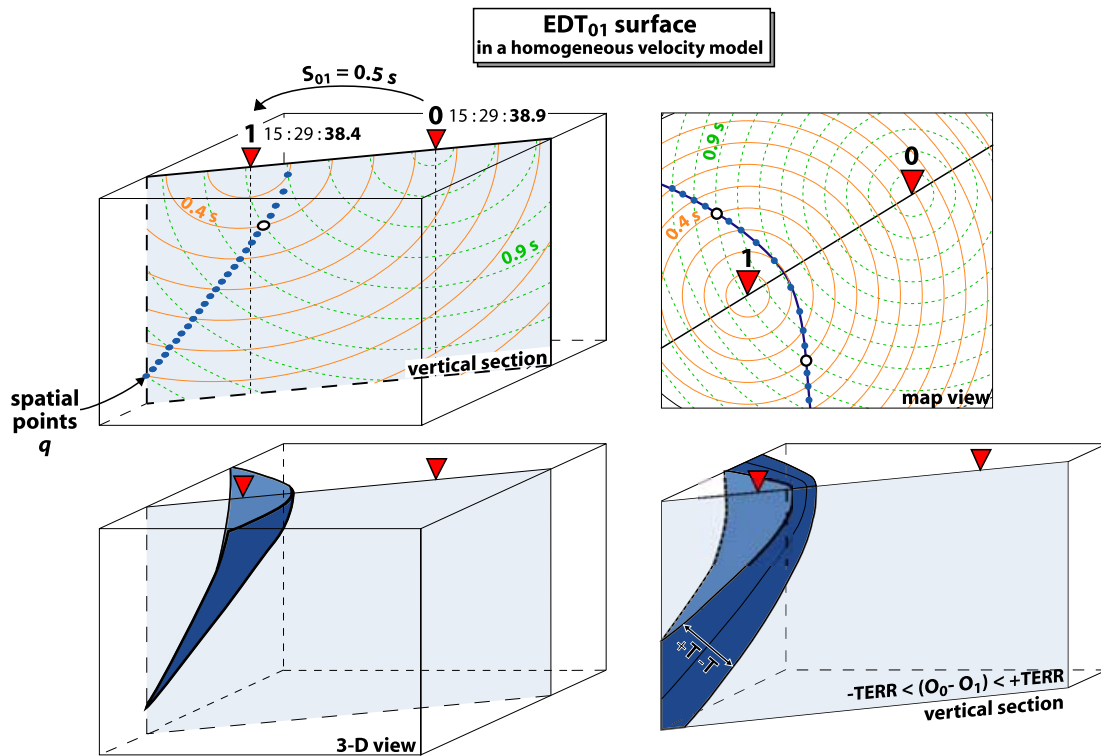 EDT01 surface
in a homogeneous velocity model
S01 = 0.5 s
1 15 : 29 : 38.4
0 15 : 29 : 38.9
0.4 s
0.9 s
vertical section
spatial
points
q
0.9 s
0
0.4 s
1
map view
3-D view
+T -T
-TERR < (O0- O1) < +TERR
vertical section